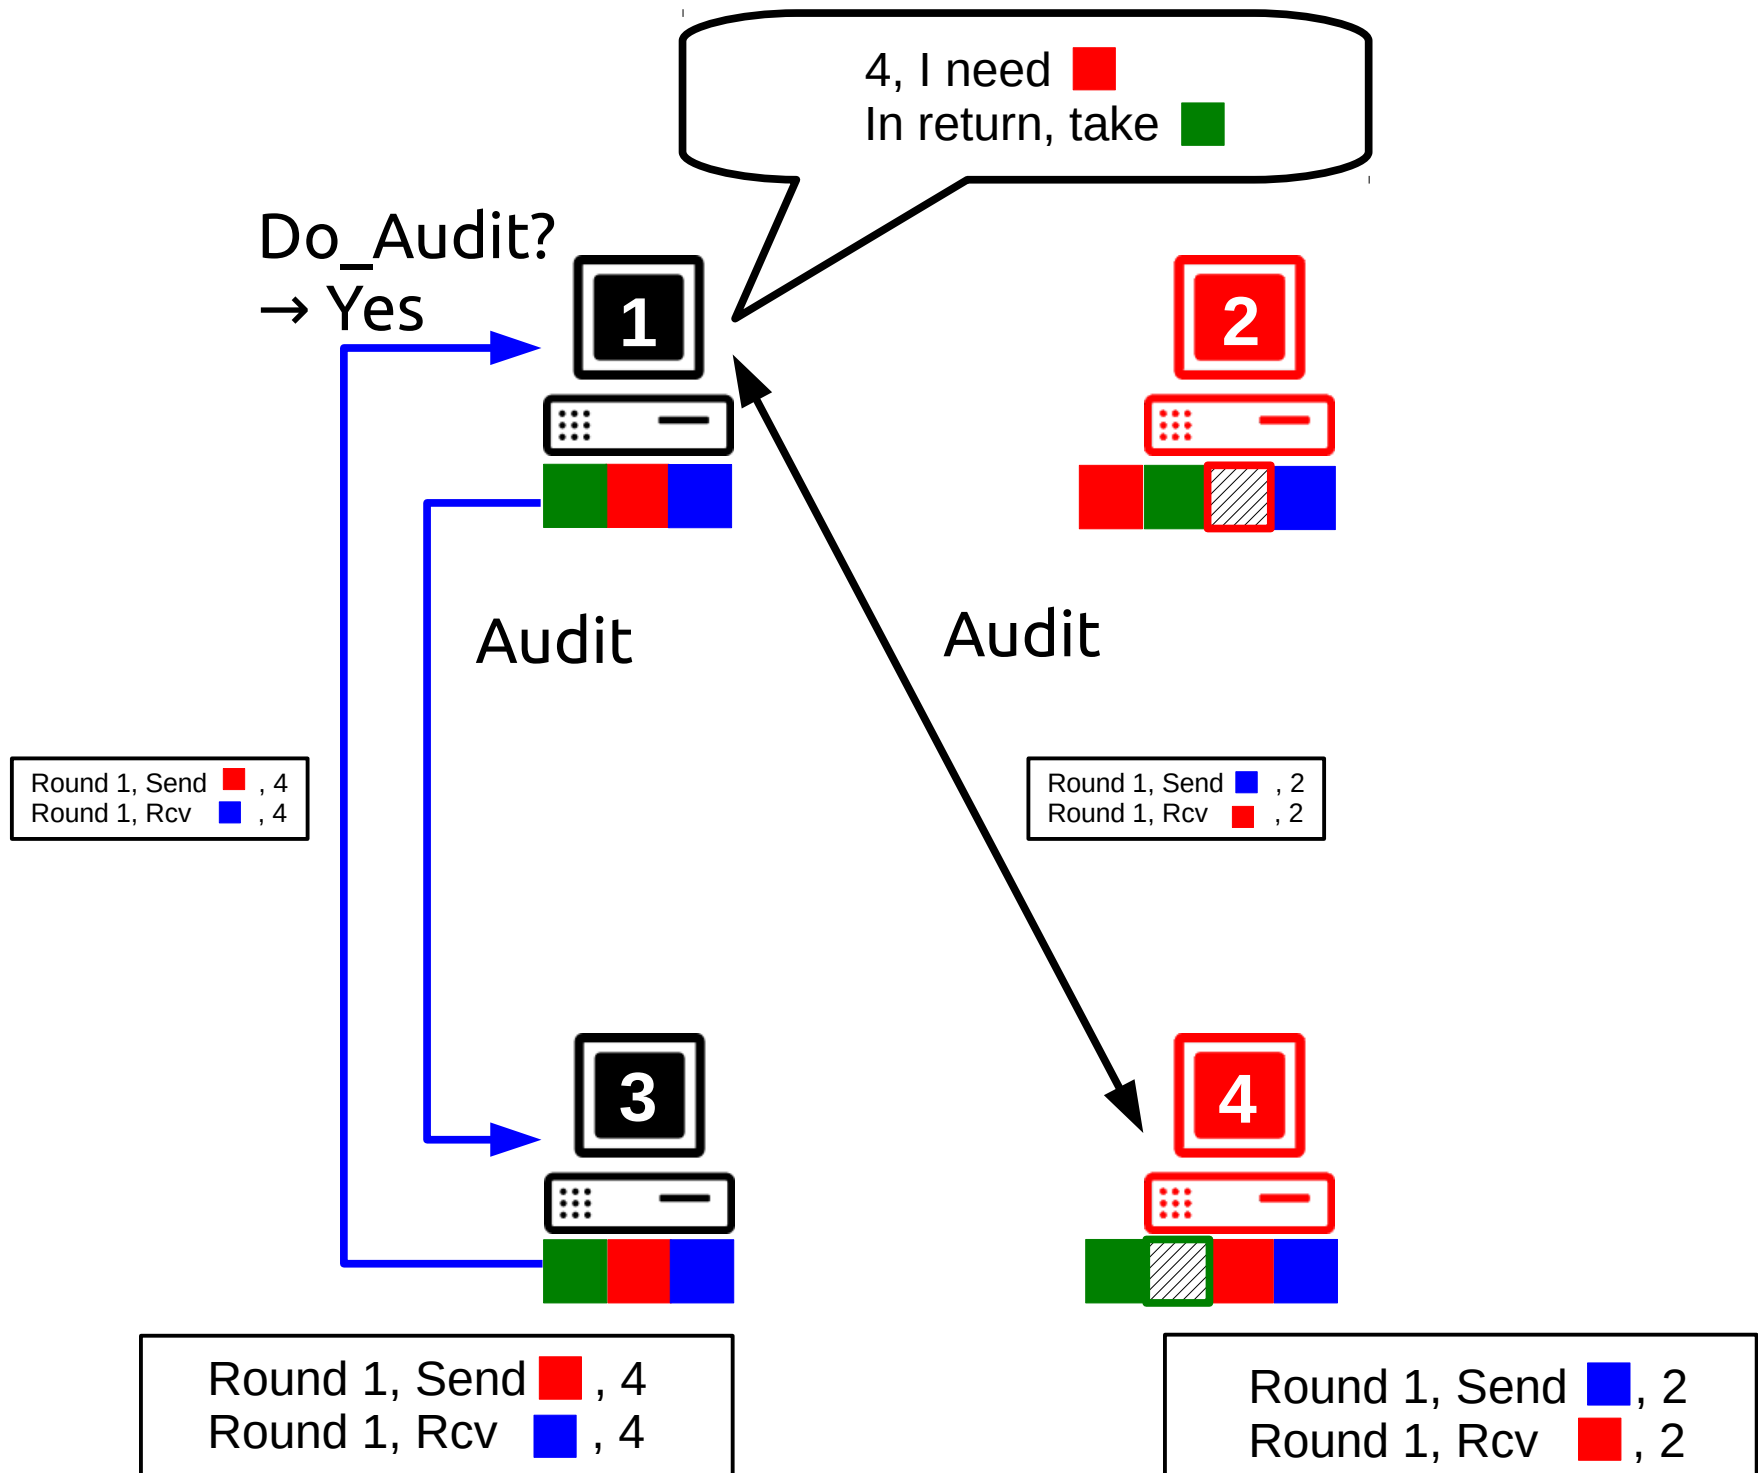 4, I need
In return, take
Do_Audit?
→ Yes
1
2
Audit
Audit
Round 1, Send , 4
Round 1, Rcv , 4
Round 1, Send , 2
Round 1, Rcv , 2
3
4
Round 1, Send , 4
Round 1, Rcv , 4
Round 1, Send , 2
Round 1, Rcv , 2